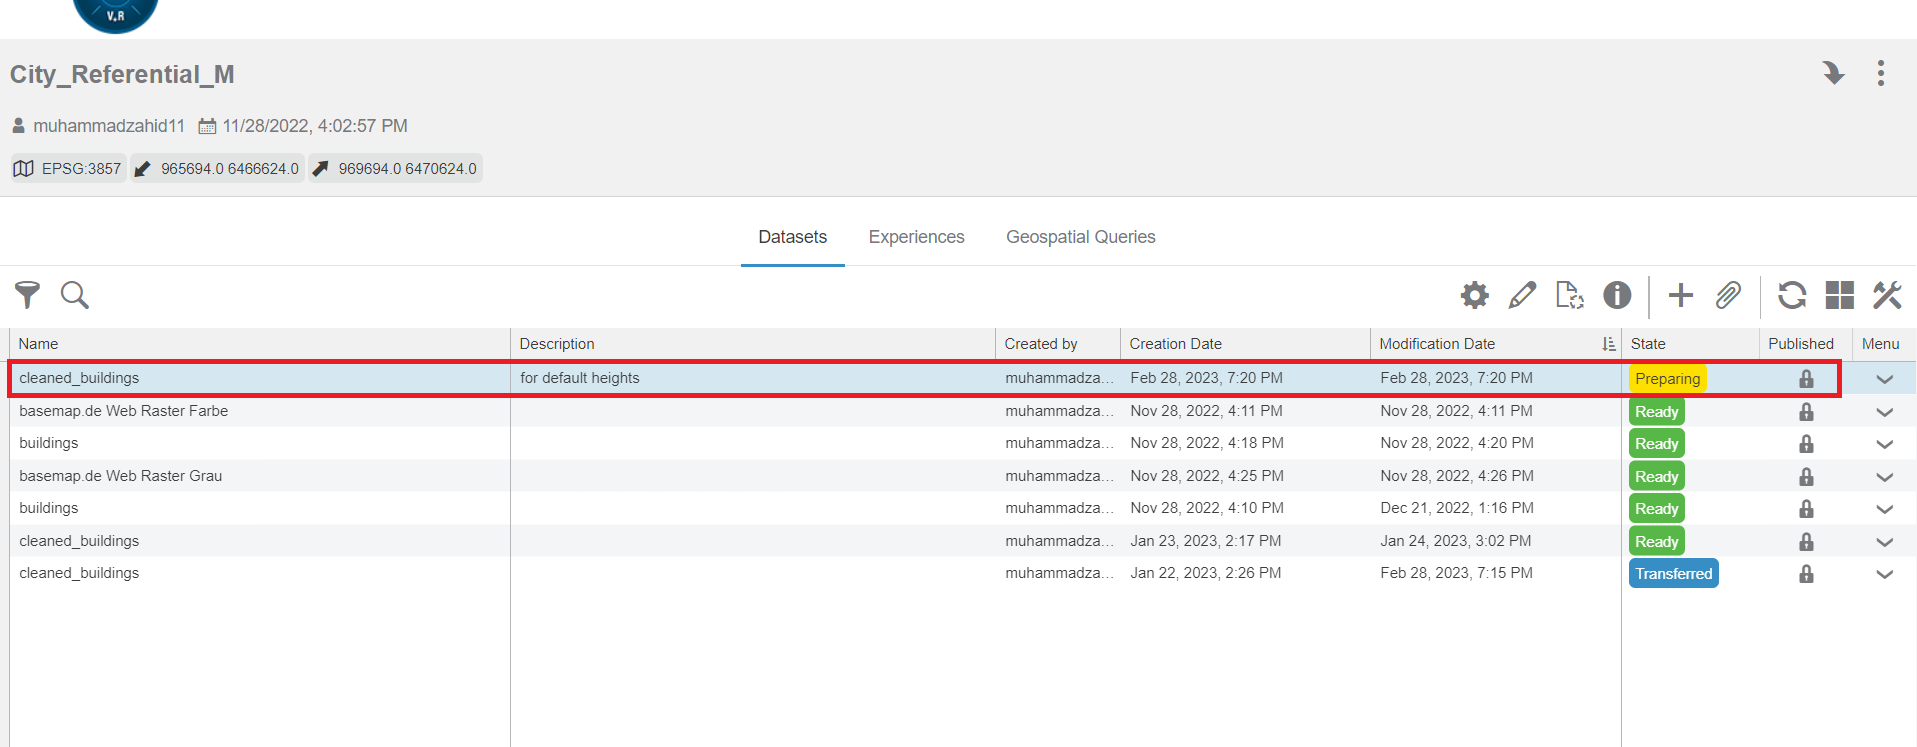 V.R
City_Referential_M
muhammadzahid11 11/28/2022, 4:02:57 PM
EPSG:3857 965694.0 6466624.0 969694.0 6470624.0
Datasets Experiences Geospatial Queries
Name Description Created by Creation Date Modification Date State Published Menu
cleaned_buildings for default heights muhammadza... Feb 28, 2023, 7:20 PM Feb 28, 2023, 7:20 PM Preparing
basemap.de Web Raster Farbe muhammadza... Nov 28, 2022, 4:11 PM Nov 28, 2022, 4:11 PM Ready
buildings muhammadza... Nov 28, 2022, 4:18 PM Nov 28, 2022, 4:20 PM Ready
basemap.de Web Raster Grau muhammadza... Nov 28, 2022, 4:25 PM Nov 28, 2022, 4:26 PM Ready
buildings muhammadza... Nov 28, 2022, 4:10 PM Dec 21, 2022, 1:16 PM Ready
cleaned_buildings muhammadza... Jan 23, 2023, 2:17 PM Jan 24, 2023, 3:02 PM Ready
cleaned_buildings muhammadza... Jan 22, 2023, 2:26 PM Feb 28, 2023, 7:15 PM Transferred